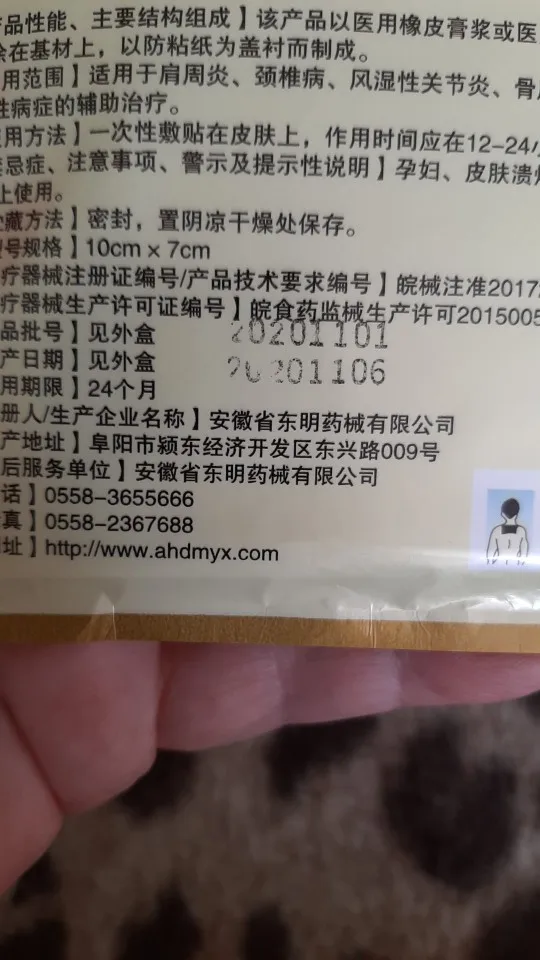 品性能、主要结构组成】该产品以医用橡皮膏浆或医
涂在基材上，以防粘纸为盖衬而制成。
用范围】适用于肩周炎、颈椎病、风湿性关节炎、骨
性病症的辅助治疗。
用方法】一次性敷贴在皮肤上，作用时间应在12-24小
忌症、注意事项、警示及提示性说明】孕妇、皮肤溃
上使用。
藏方法】密封，置阴凉干燥处保存。
号规格】10cm×7cm
疗器械注册证编号/产品技术要求编号】皖械注准2017
疗器械生产许可证编号】皖食药监械生产许可2015005
品批号】见外盒 20201101
产日期】见外盒 20201106
用期限】24个月
册人/生产企业名称】安徽省东明药械有限公司
产地址】阜阳市颍东经济开发区东兴路009号
后服务单位】安徽省东明药械有限公司
话】0558-3655666
真】0558-2367688
址】http://www.ahdmyx.com